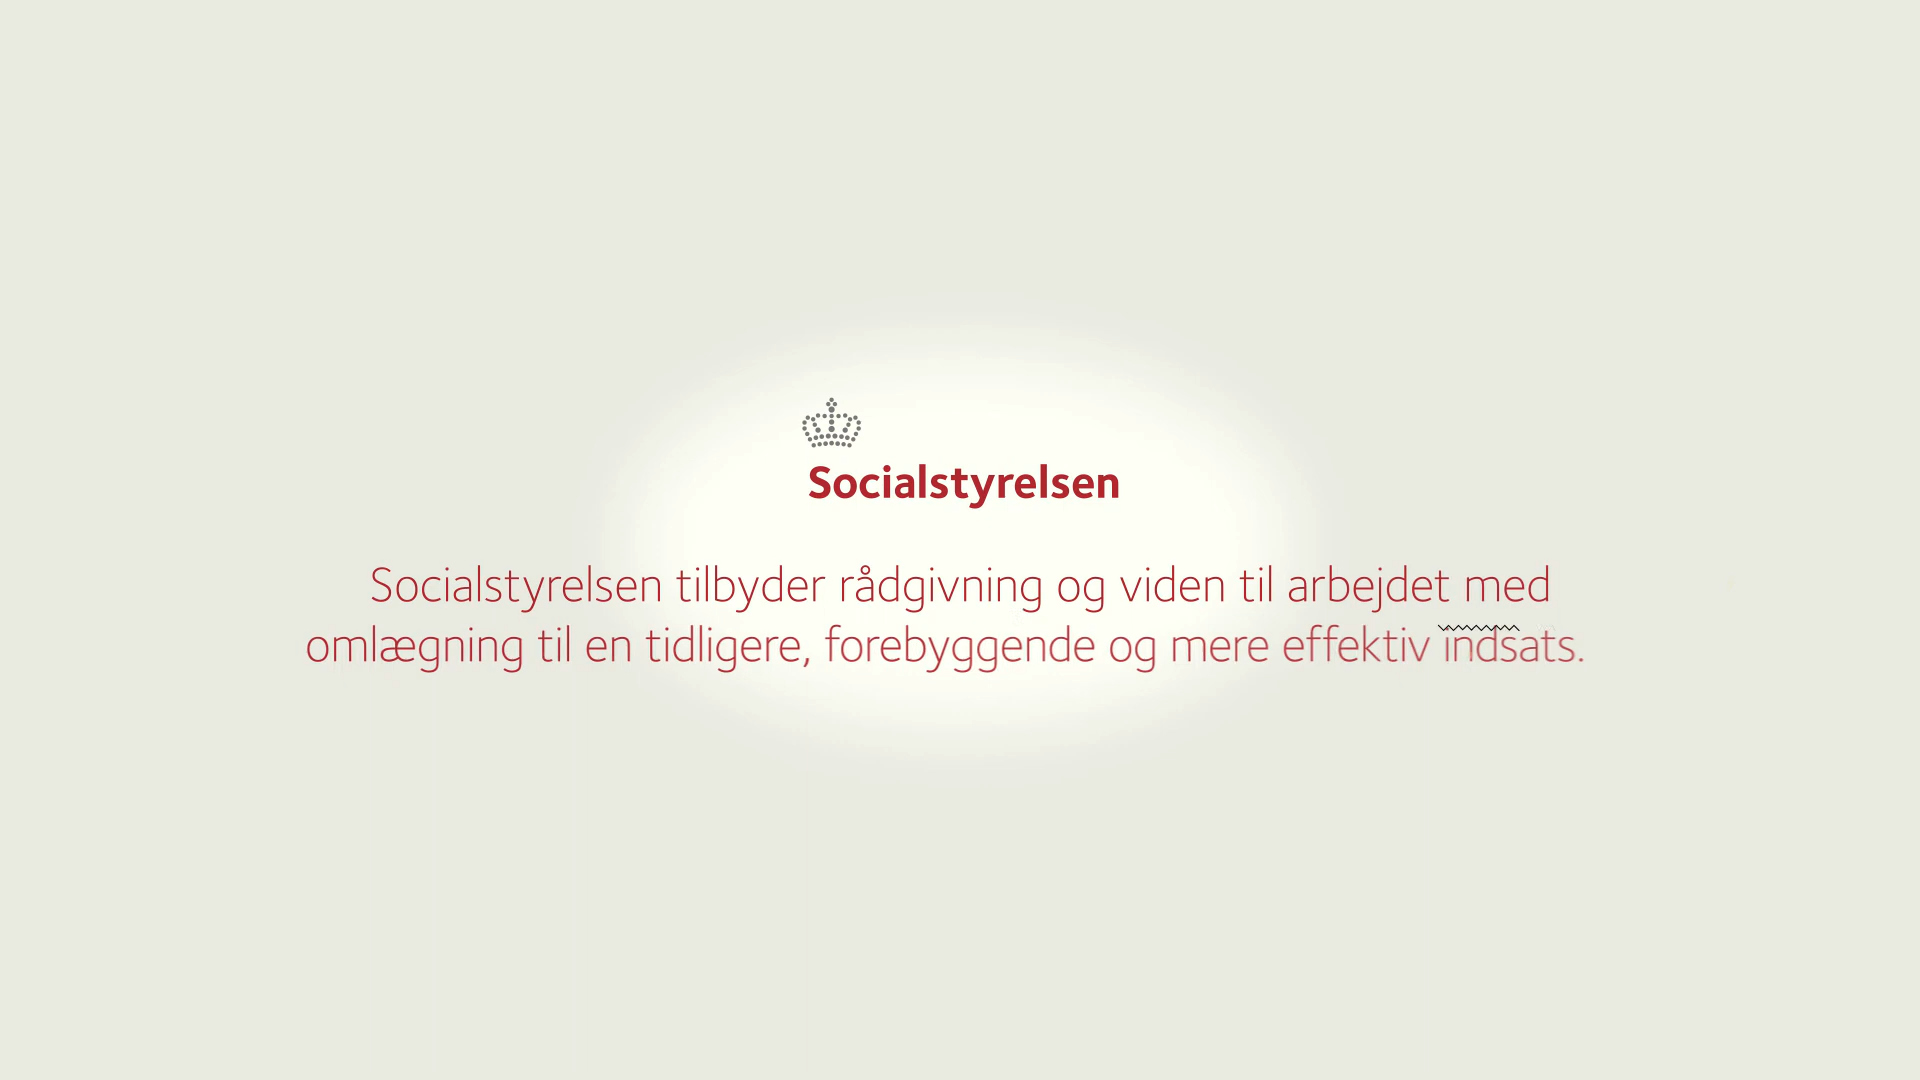 Socialstyrelsen
Socialstyrelsen tilbyder rådgivning og viden til arbejdet med
omlægning til en tidligere, forebyggende og mere effektiv indsats.